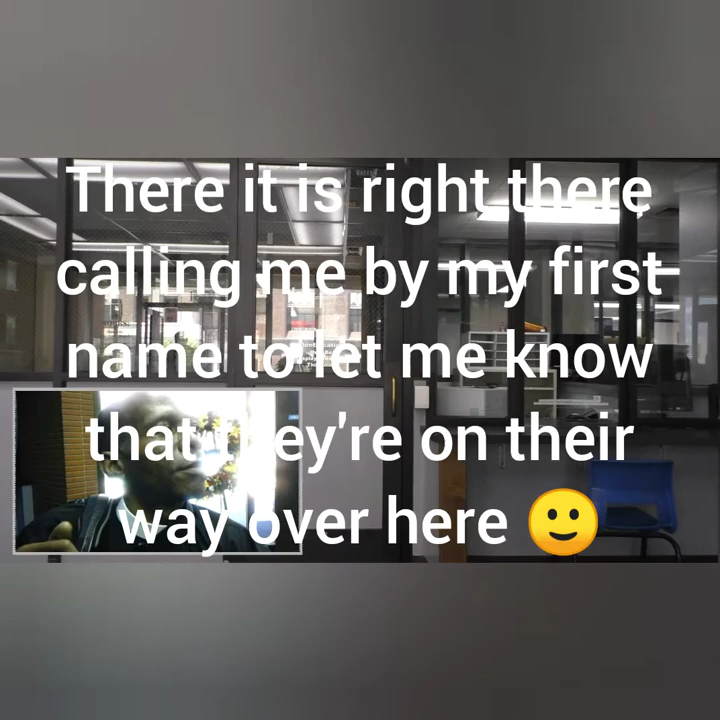 There it is right there
calling me by my first
name to let me know
that they're on their
way over here 🙂